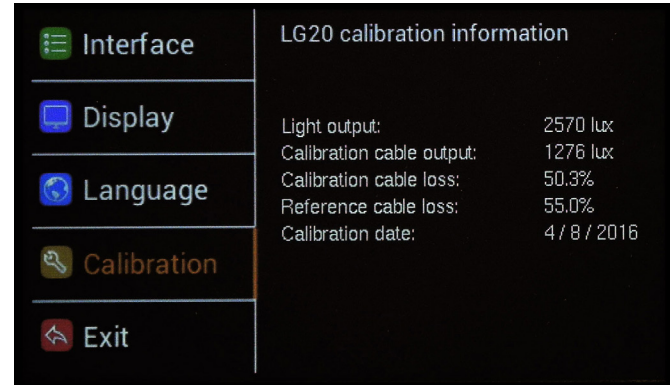 Interface
Display
Language
Calibration
Exit
LG20 calibration information
Light output: 2570 lux
Calibration cable output: 1276 lux
Calibration cable loss: 50.3%
Reference cable loss: 55.0%
Calibration date: 4 / 8 / 2016